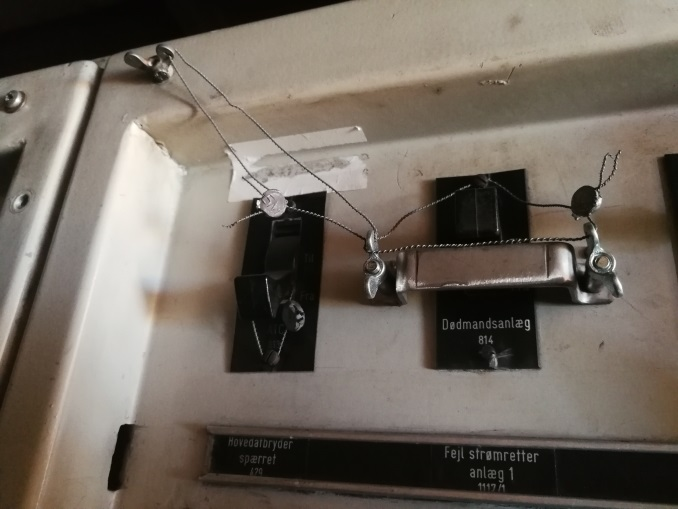 Dødmandsanlæg
814
Hovedafbryder
spærret
Fejl strømretter
anlæg 1
1117/1